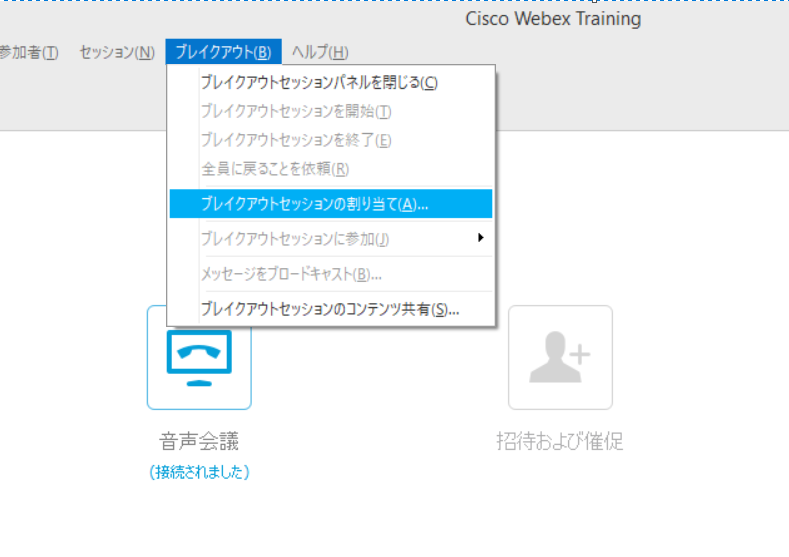 Cisco Webex Training
参加者(T) セッション(N) ブレイクアウト(B) ヘルプ(H)
ブレイクアウトセッションパネルを閉じる(C)
ブレイクアウトセッションを開始(T)
ブレイクアウトセッションを終了(E)
全員に戻ることを依頼(R)
ブレイクアウトセッションの割り当て(A)...
ブレイクアウトセッションに参加(J)
メッセージをブロードキャスト(B)...
ブレイクアウトセッションのコンテンツ共有(S)...
音声会議
(接続されました)
招待および催促